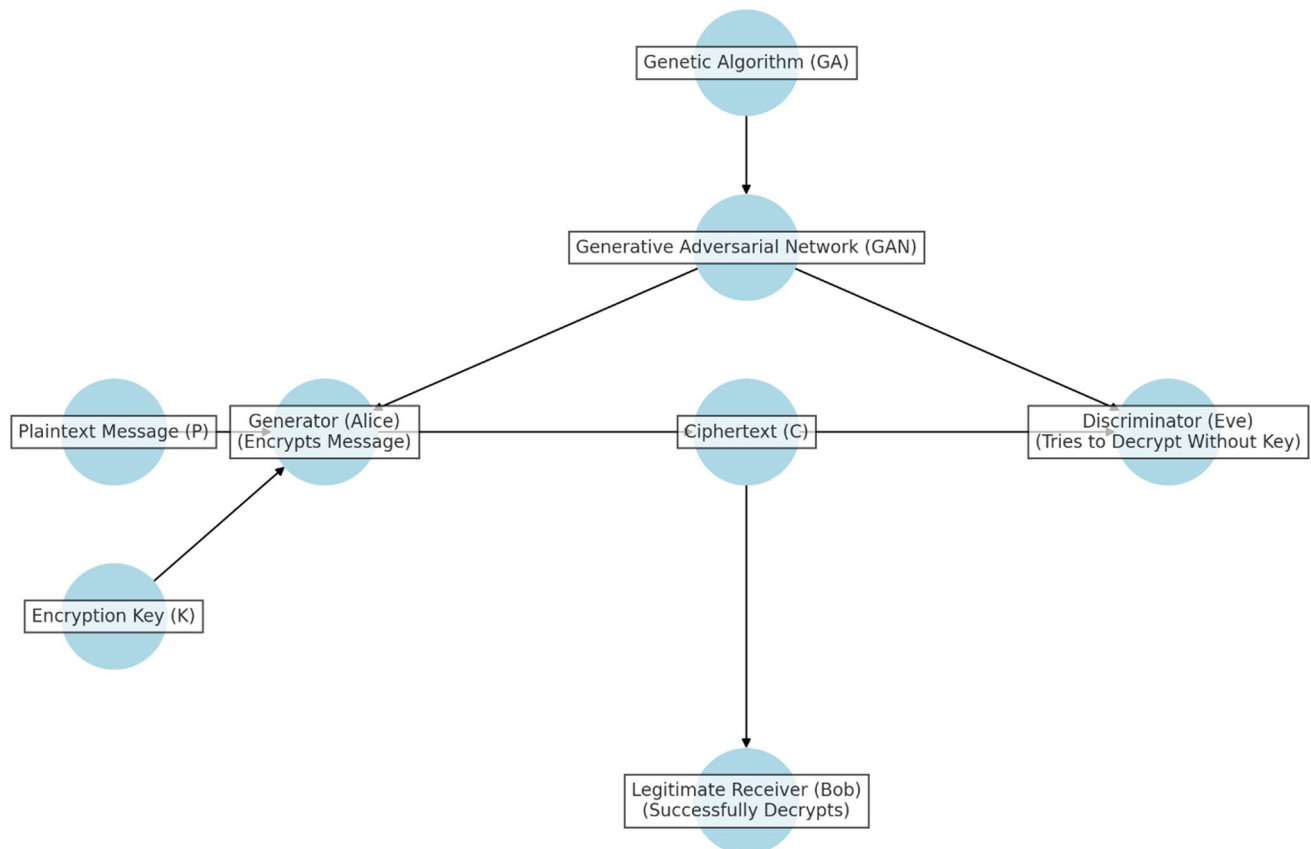 Genetic Algorithm (GA)
Generative Adversarial Network (GAN)
Plaintext Message (P)
Generator (Alice)
(Encrypts Message)
Ciphertext (C)
Discriminator (Eve)
(Tries to Decrypt Without Key)
Encryption Key (K)
Legitimate Receiver (Bob)
(Successfully Decrypts)